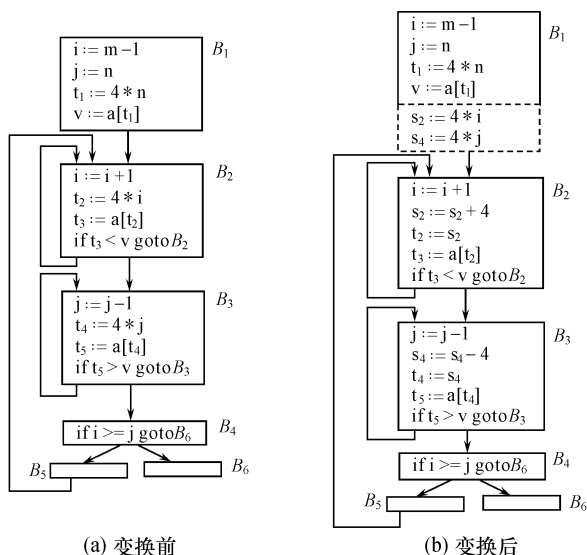 i:=m-1
j:=n
t₁:=4*n
v:=a[t₁]
B₁
i:=i+1
t₂:=4*i
t₃:=a[t₂]
if t₃<v goto B₂
B₂
j:=j-1
t₄:=4*j
t₅:=a[t₄]
if t₅>v goto B₃
B₃
if i>=j goto B₆
B₄
B₅
B₆
(a) 变换前
i:=m-1
j:=n
t₁:=4*n
v:=a[t₁]
B₁
s₂:=4*i
s₄:=4*j
i:=i+1
s₂:=s₂+4
t₂:=s₂
t₃:=a[t₂]
if t₃<v goto B₂
B₂
j:=j-1
s₄:=s₄-4
t₄:=s₄
t₅:=a[t₄]
if t₅>v goto B₃
B₃
if i>=j goto B₆
B₄
B₅
B₆
(b) 变换后